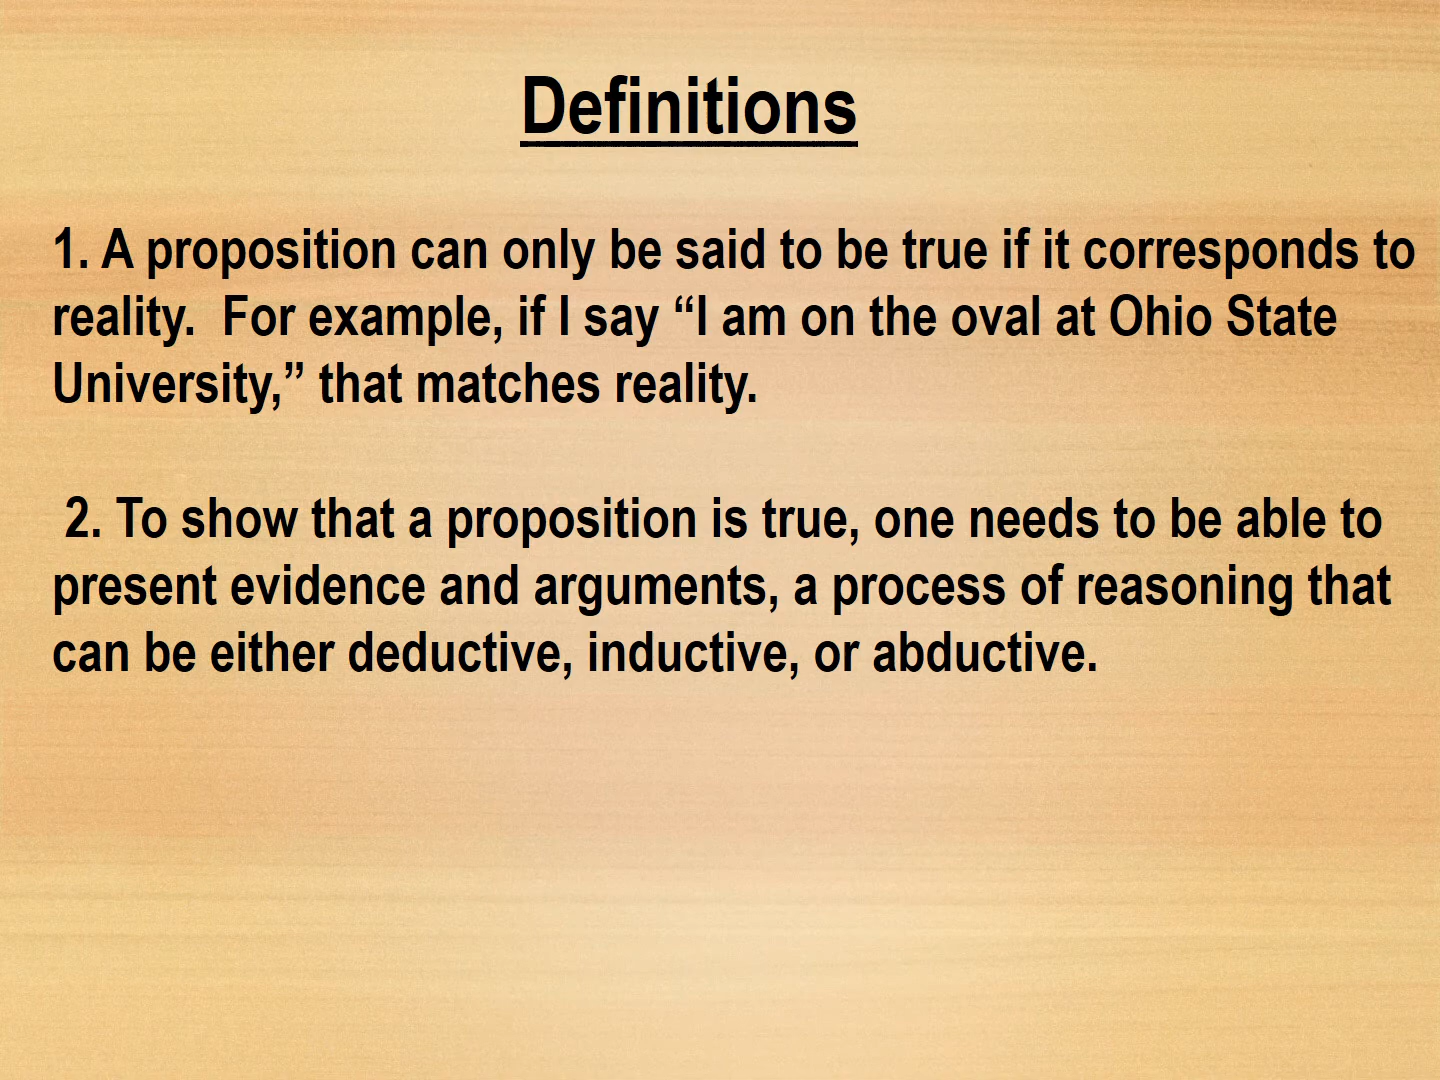 Definitions
1. A proposition can only be said to be true if it corresponds to
reality.  For example, if I say “I am on the oval at Ohio State
University,” that matches reality.
2. To show that a proposition is true, one needs to be able to
present evidence and arguments, a process of reasoning that
can be either deductive, inductive, or abductive.